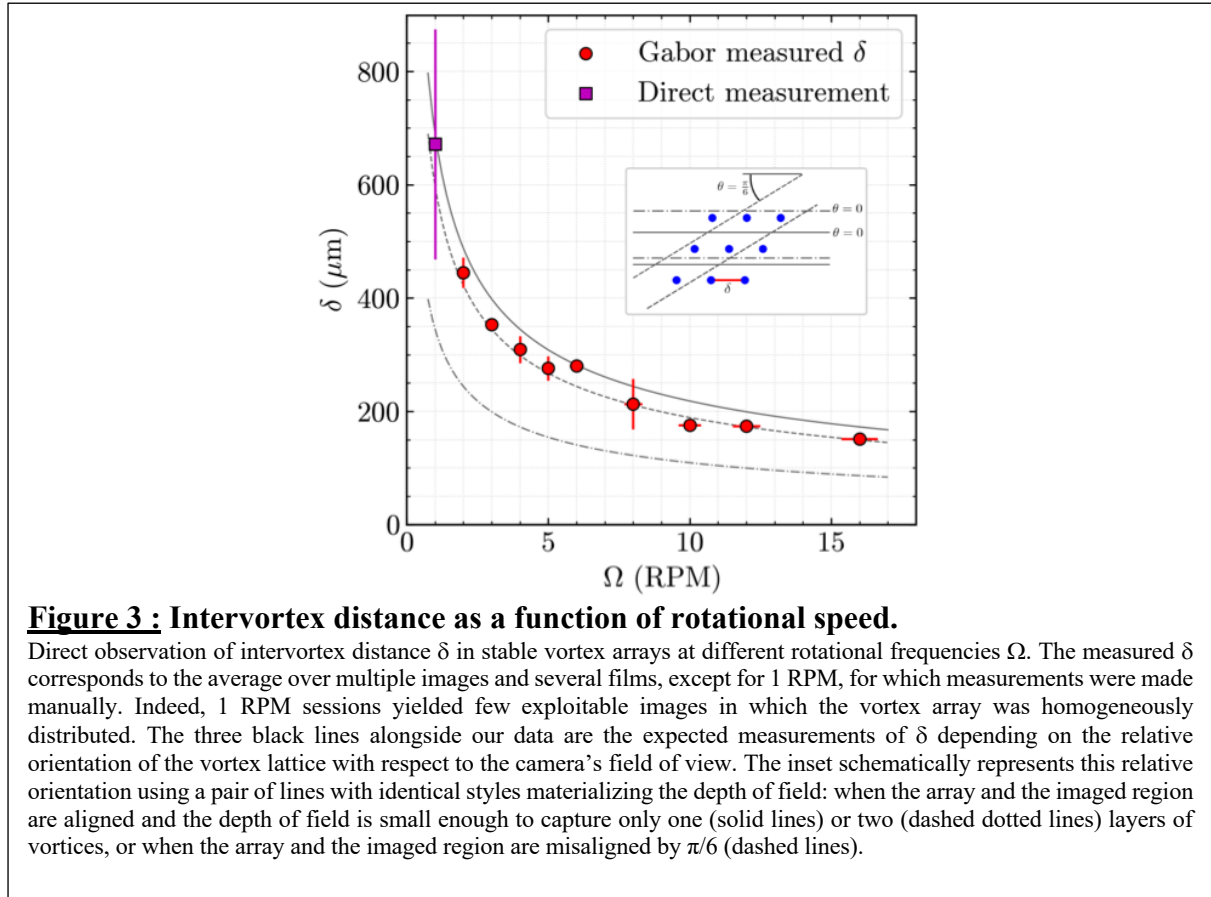 Gabor measured δ
Direct measurement
800
600
400
200
0
δ (μm)
θ = π/6
θ = 0
θ = 0
δ
0
5
10
15
Ω (RPM)
Figure 3 : Intervortex distance as a function of rotational speed.
Direct observation of intervortex distance δ in stable vortex arrays at different rotational frequencies Ω. The measured δ
corresponds to the average over multiple images and several films, except for 1 RPM, for which measurements were made
manually. Indeed, 1 RPM sessions yielded few exploitable images in which the vortex array was homogeneously
distributed. The three black lines alongside our data are the expected measurements of δ depending on the relative
orientation of the vortex lattice with respect to the camera's field of view. The inset schematically represents this relative
orientation using a pair of lines with identical styles materializing the depth of field: when the array and the imaged region
are aligned and the depth of field is small enough to capture only one (solid lines) or two (dashed dotted lines) layers of
vortices, or when the array and the imaged region are misaligned by π/6 (dashed lines).